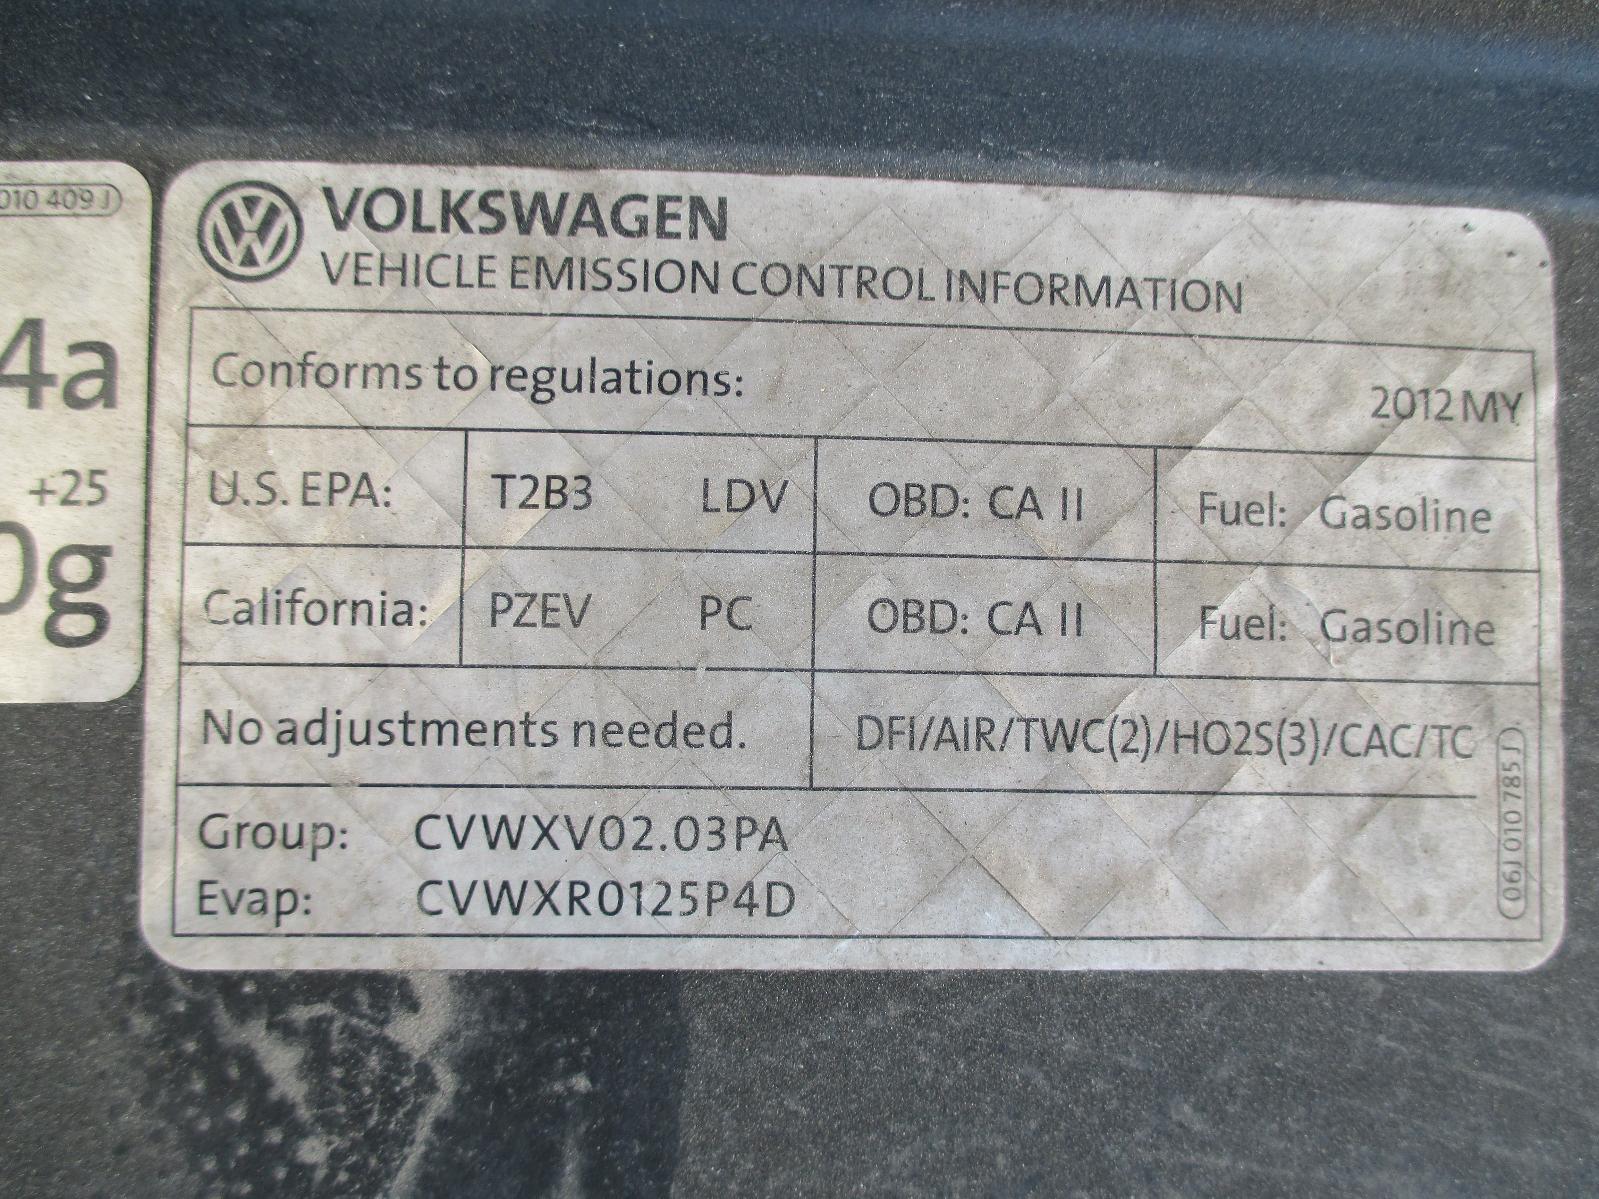 010 409 J
4a
+25
0g
VOLKSWAGEN
VEHICLE EMISSION CONTROL INFORMATION
Conforms to regulations:
2012 MY
U.S. EPA: T2B3 LDV OBD: CA II Fuel: Gasoline
California: PZEV PC OBD: CA II Fuel: Gasoline
No adjustments needed. DFI/AIR/TWC(2)/HO2S(3)/CAC/TC
Group: CVWXV02.03PA
Evap: CVWXR0125P4D
06J 010 785 J